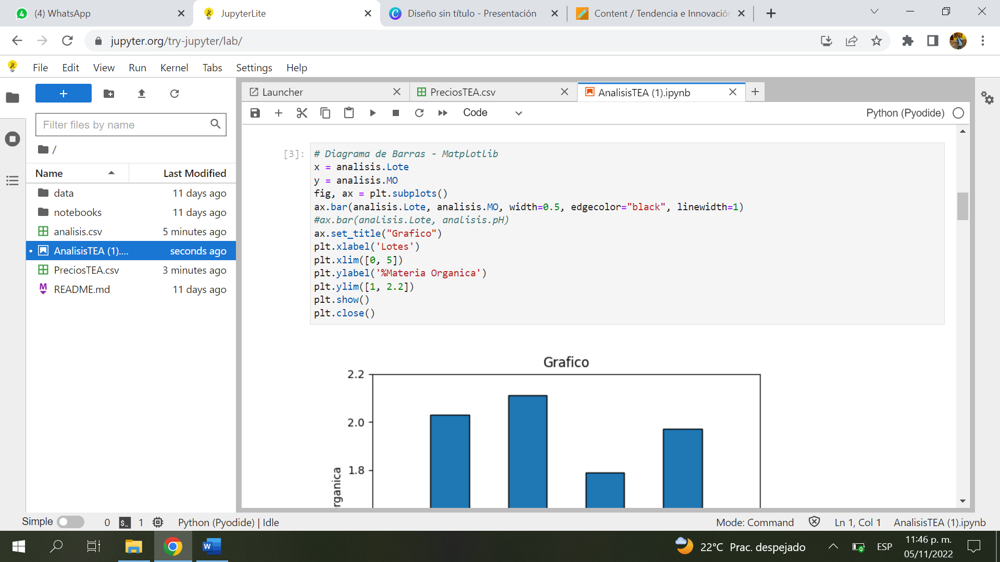 (4) WhatsApp
JupyterLite
Diseño sin título - Presentación
Content / Tendencia e Innovación
jupyter.org/try-jupyter/lab/
File Edit View Run Kernel Tabs Settings Help
Launcher
PreciosTEA.csv
AnalisisTEA (1).ipynb
Code
Python (Pyodide)
Filter files by name
/
Name Last Modified
data 11 days ago
notebooks 11 days ago
analisis.csv 5 minutes ago
AnalisisTEA (1).... seconds ago
PreciosTEA.csv 3 minutes ago
README.md 11 days ago
[3]:
# Diagrama de Barras - Matplotlib
x = analisis.Lote
y = analisis.MO
fig, ax = plt.subplots()
ax.bar(analisis.Lote, analisis.MO, width=0.5, edgecolor="black", linewidth=1)
#ax.bar(analisis.Lote, analisis.pH)
ax.set_title("Grafico")
plt.xlabel('Lotes')
plt.xlim([0, 5])
plt.ylabel('%Materia Organica')
plt.ylim([1, 2.2])
plt.show()
plt.close()
Grafico
2.2
2.0
1.8
rganica
Simple 0 $_ 1 Python (Pyodide) | Idle Mode: Command Ln 1, Col 1 AnalisisTEA (1).ipynb
22°C Prac. despejado ESP
11:46 p. m.
05/11/2022